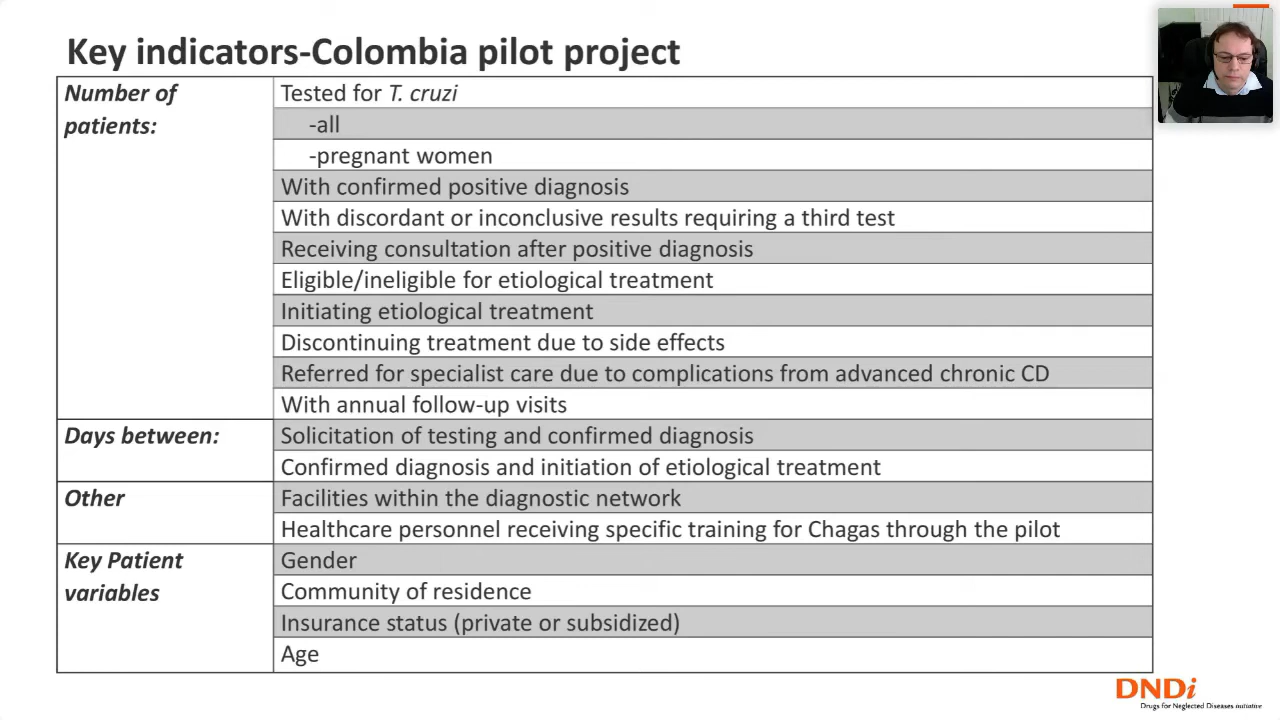 Key indicators-Colombia pilot project
Number of
patients:
Tested for T. cruzi
-all
-pregnant women
With confirmed positive diagnosis
With discordant or inconclusive results requiring a third test
Receiving consultation after positive diagnosis
Eligible/ineligible for etiological treatment
Initiating etiological treatment
Discontinuing treatment due to side effects
Referred for specialist care due to complications from advanced chronic CD
With annual follow-up visits
Days between:
Solicitation of testing and confirmed diagnosis
Confirmed diagnosis and initiation of etiological treatment
Other
Facilities within the diagnostic network
Healthcare personnel receiving specific training for Chagas through the pilot
Key Patient
variables
Gender
Community of residence
Insurance status (private or subsidized)
Age
DNDi
Drugs for Neglected Diseases initiative